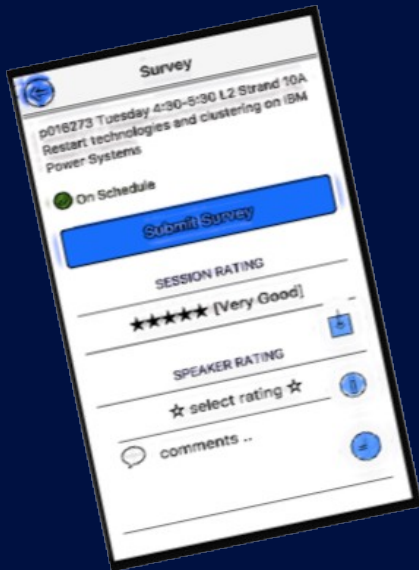 Survey
p016273 Tuesday 4:30-5:30 L2 Strand 10A
Restart technologies and clustering on IBM
Power Systems
On Schedule
Submit Survey
SESSION RATING
★★★★★ [Very Good]
SPEAKER RATING
☆ select rating ☆
comments ..